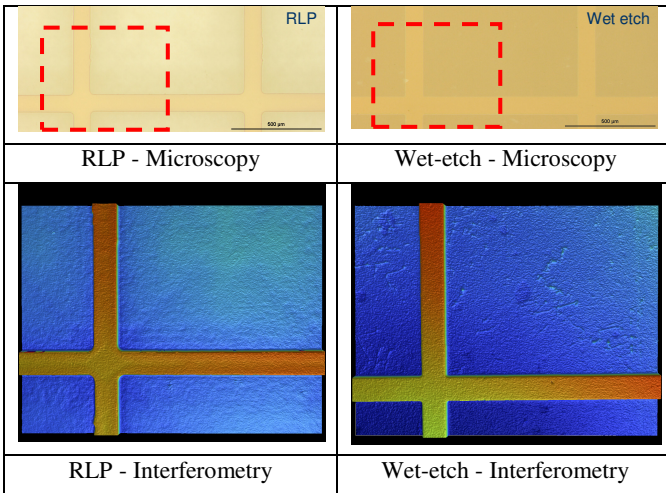 RLP
500 µm
Wet etch
500 µm
RLP - Microscopy
Wet-etch - Microscopy
RLP - Interferometry
Wet-etch - Interferometry